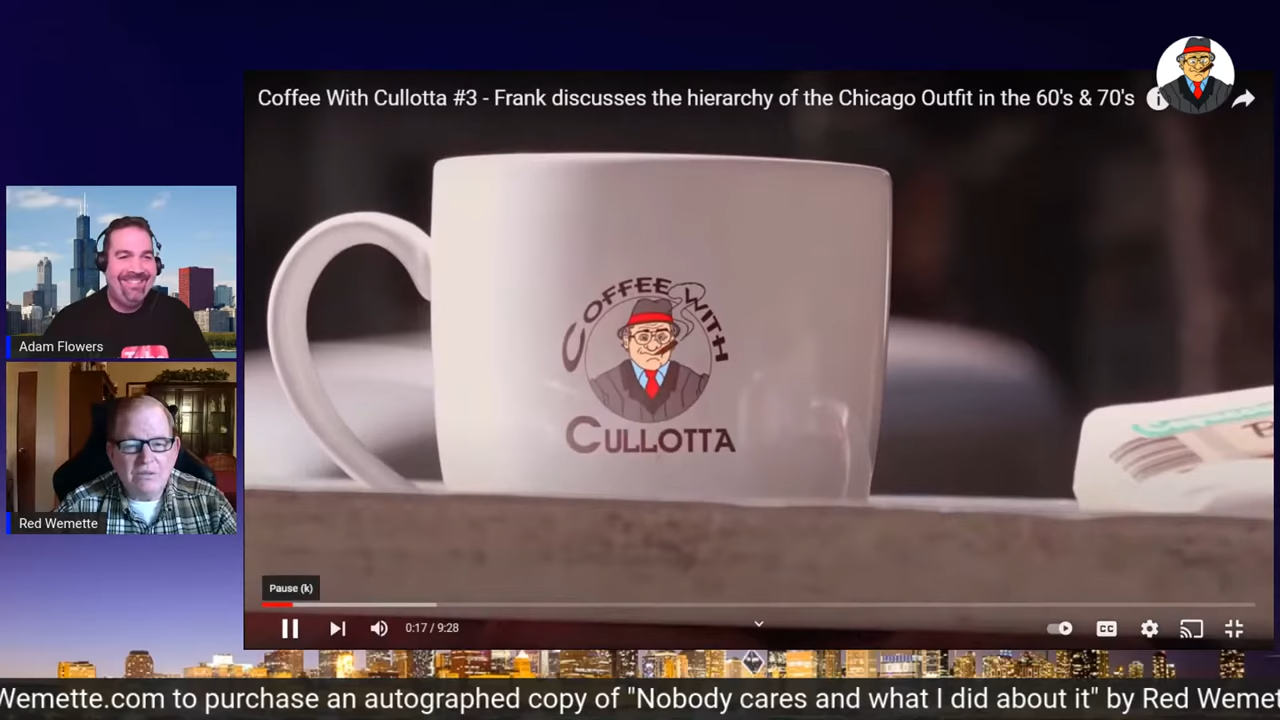 Coffee With Cullotta #3 - Frank discusses the hierarchy of the Chicago Outfit in the 60's & 70's
COFFEE WITH
CULLOTTA
Adam Flowers
Red Wemette
Pause (k)
0:17 / 9:28
CC
Wemette.com to purchase an autographed copy of "Nobody cares and what I did about it" by Red Wemet